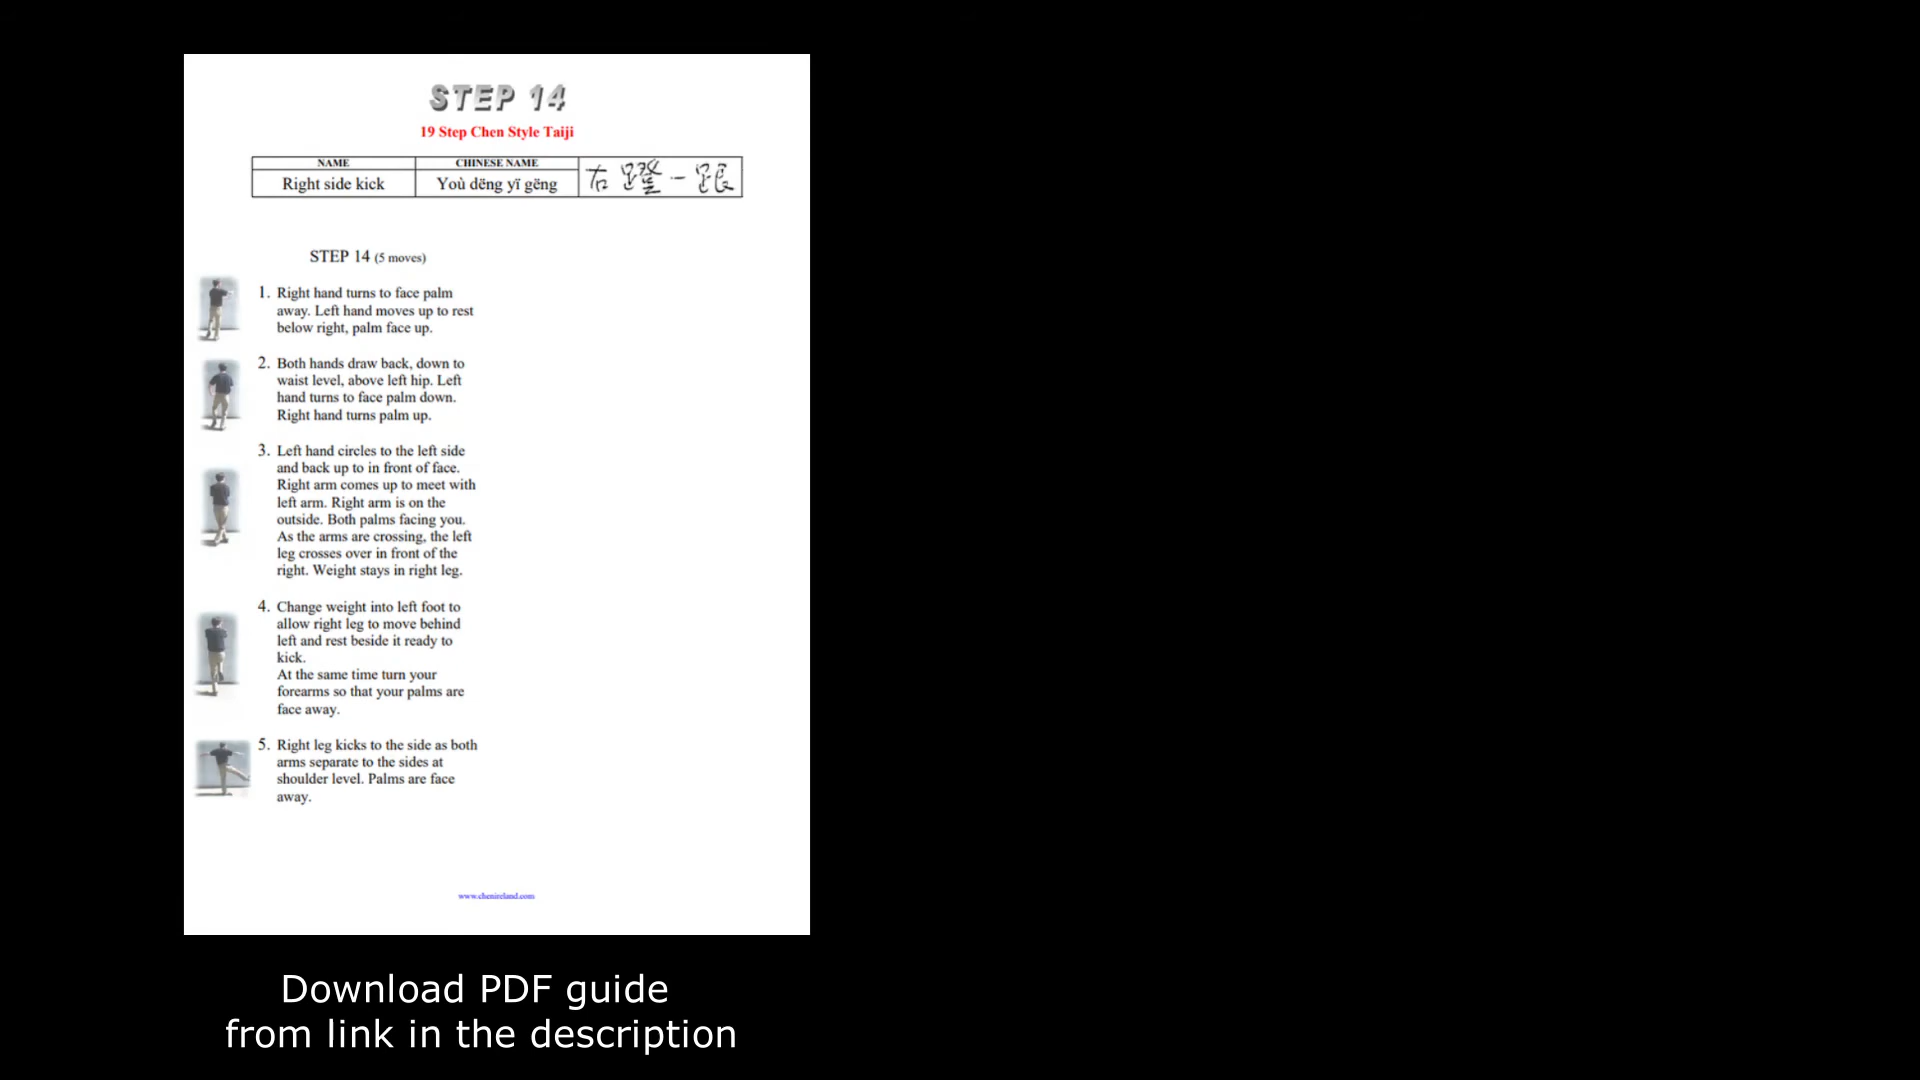 STEP 14
19 Step Chen Style Taiji
NAME
CHINESE NAME
Right side kick
Yoù dëng yï gëng
右蹬一跟
STEP 14 (5 moves)
1. Right hand turns to face palm
away. Left hand moves up to rest
below right, palm face up.
2. Both hands draw back, down to
waist level, above left hip. Left
hand turns to face palm down.
Right hand turns palm up.
3. Left hand circles to the left side
and back up to in front of face.
Right arm comes up to meet with
left arm. Right arm is on the
outside. Both palms facing you.
As the arms are crossing, the left
leg crosses over in front of the
right. Weight stays in right leg.
4. Change weight into left foot to
allow right leg to move behind
left and rest beside it ready to
kick.
At the same time turn your
forearms so that your palms are
face away.
5. Right leg kicks to the side as both
arms separate to the sides at
shoulder level. Palms are face
away.
www.chenireland.com
Download PDF guide
from link in the description